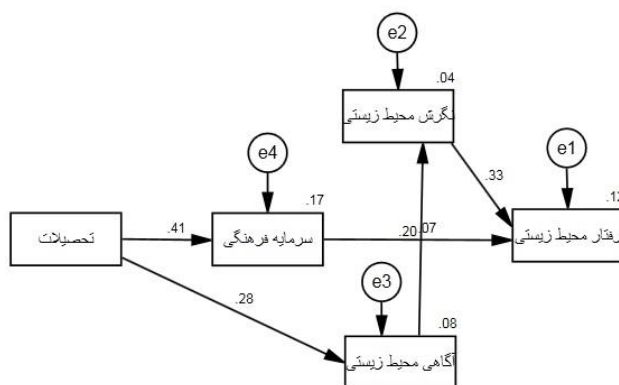 e2
.04
نگرش محیط زیستی
e4
e1
.33
.17
.12
تحصیلات
.41
سرمایه فرهنگی
.20
.07
رفتار محیط زیستی
e3
.28
.08
آگاهی محیط زیستی